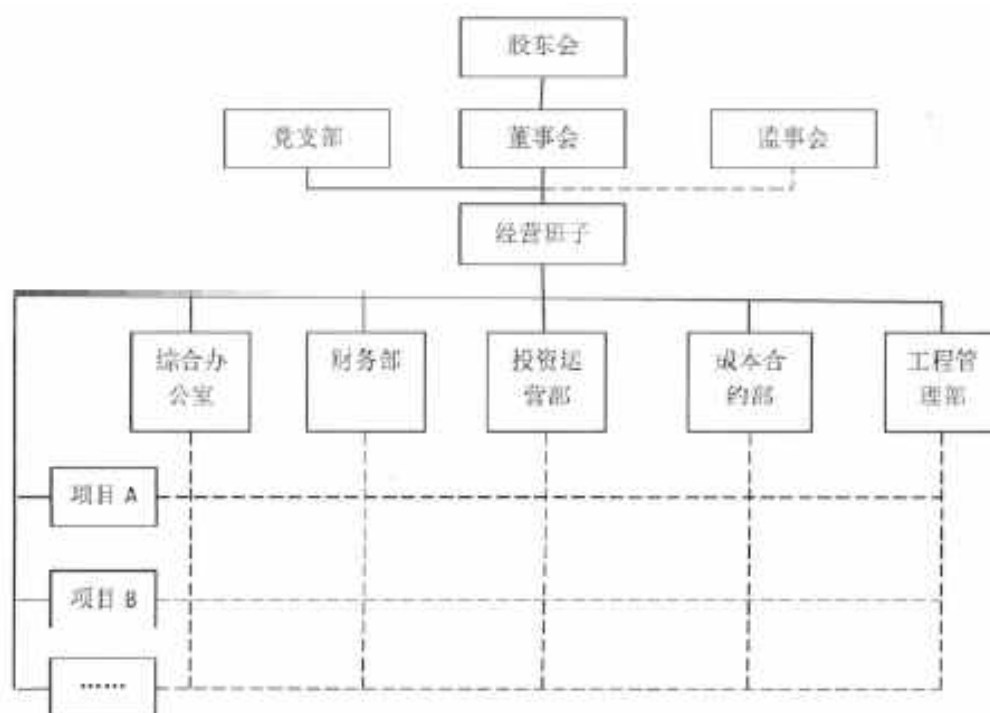 股东会
党支部
董事会
监事会
经营班子
综合办
公室
财务部
投资运
营部
成本合
约部
工程管
理部
项目 A
项目 B
……